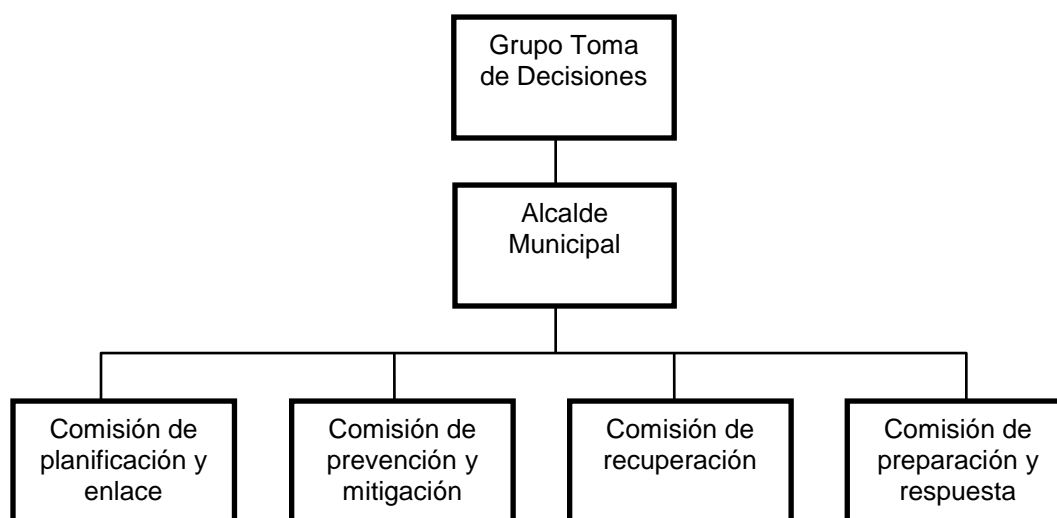 Grupo Toma
de Decisiones
Alcalde
Municipal
Comisión de
planificación y
enlace
Comisión de
prevención y
mitigación
Comisión de
recuperación
Comisión de
preparación y
respuesta